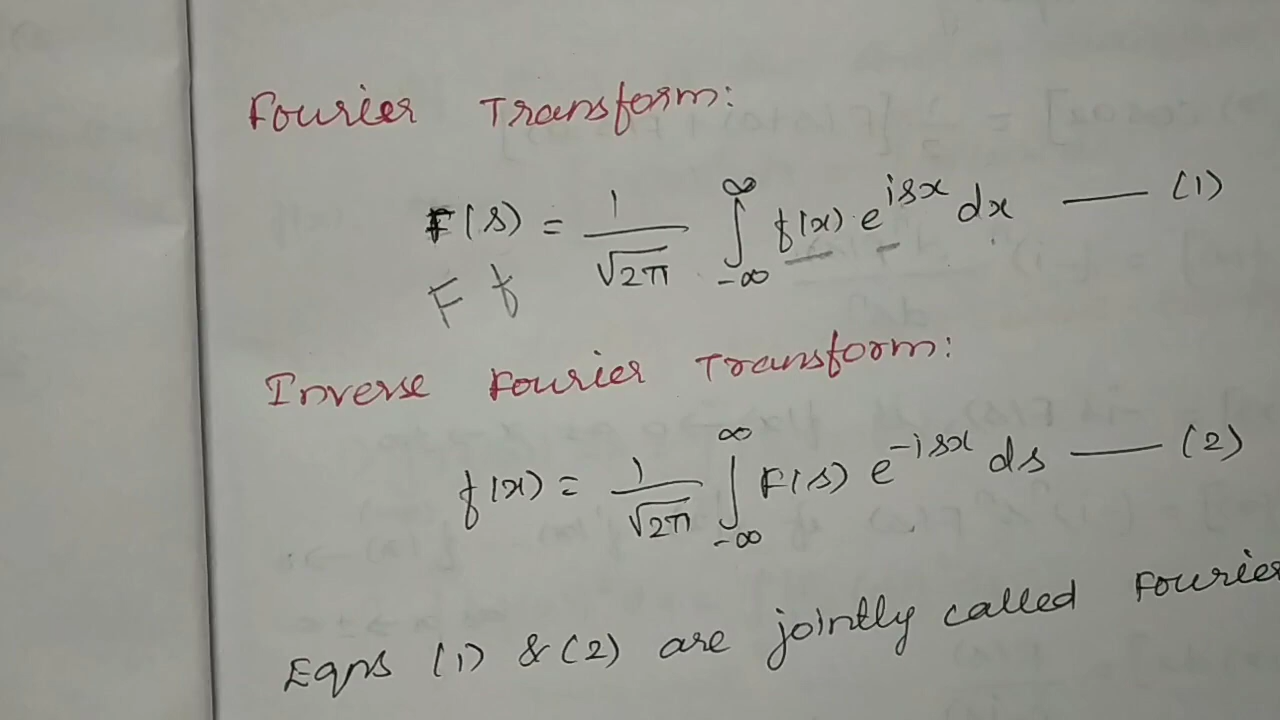 Fourier Transform:
F(s) = 1/√2π ∫_{-∞}^{∞} f(x) · e^{isx} dx — (1)
F f
Inverse Fourier Transform:
f(x) = 1/√2π ∫_{-∞}^{∞} F(s) e^{-isx} ds — (2)
Eqns (1) & (2) are jointly called Fourier